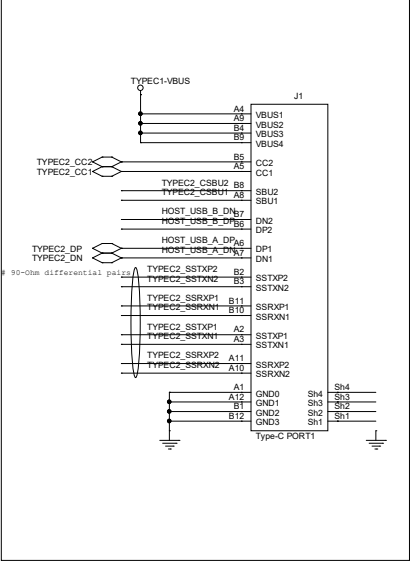 TYPEC1-VBUS
J1
A4 VBUS1
A9 VBUS2
B4 VBUS3
B9 VBUS4
TYPEC2_CC2 B5 CC2
TYPEC2_CC1 A5 CC1
TYPEC2_CSBU2 B8 SBU2
TYPEC2_CSBU1 A8 SBU1
HOST_USB_B_DN B7 DN2
HOST_USB_B_DP B6 DP2
TYPEC2_DP HOST_USB_A_DP A6 DP1
TYPEC2_DN HOST_USB_A_DN A7 DN1
# 90-Ohm differential pairs
TYPEC2_SSTXP2 B2 SSTXP2
TYPEC2_SSTXN2 B3 SSTXN2
TYPEC2_SSRXP1 B11 SSRXP1
TYPEC2_SSRXN1 B10 SSRXN1
TYPEC2_SSTXP1 A2 SSTXP1
TYPEC2_SSTXN1 A3 SSTXN1
TYPEC2_SSRXP2 A11 SSRXP2
TYPEC2_SSRXN2 A10 SSRXN2
A1 GND0 Sh4 Sh4
A12 GND1 Sh3 Sh3
B1 GND2 Sh2 Sh2
B12 GND3 Sh1 Sh1
Type-C PORT1